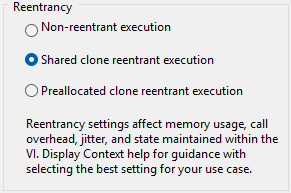 Reentrancy
Non-reentrant execution
Shared clone reentrant execution
Preallocated clone reentrant execution
Reentrancy settings affect memory usage, call
overhead, jitter, and state maintained within the
VI. Display Context help for guidance with
selecting the best setting for your use case.